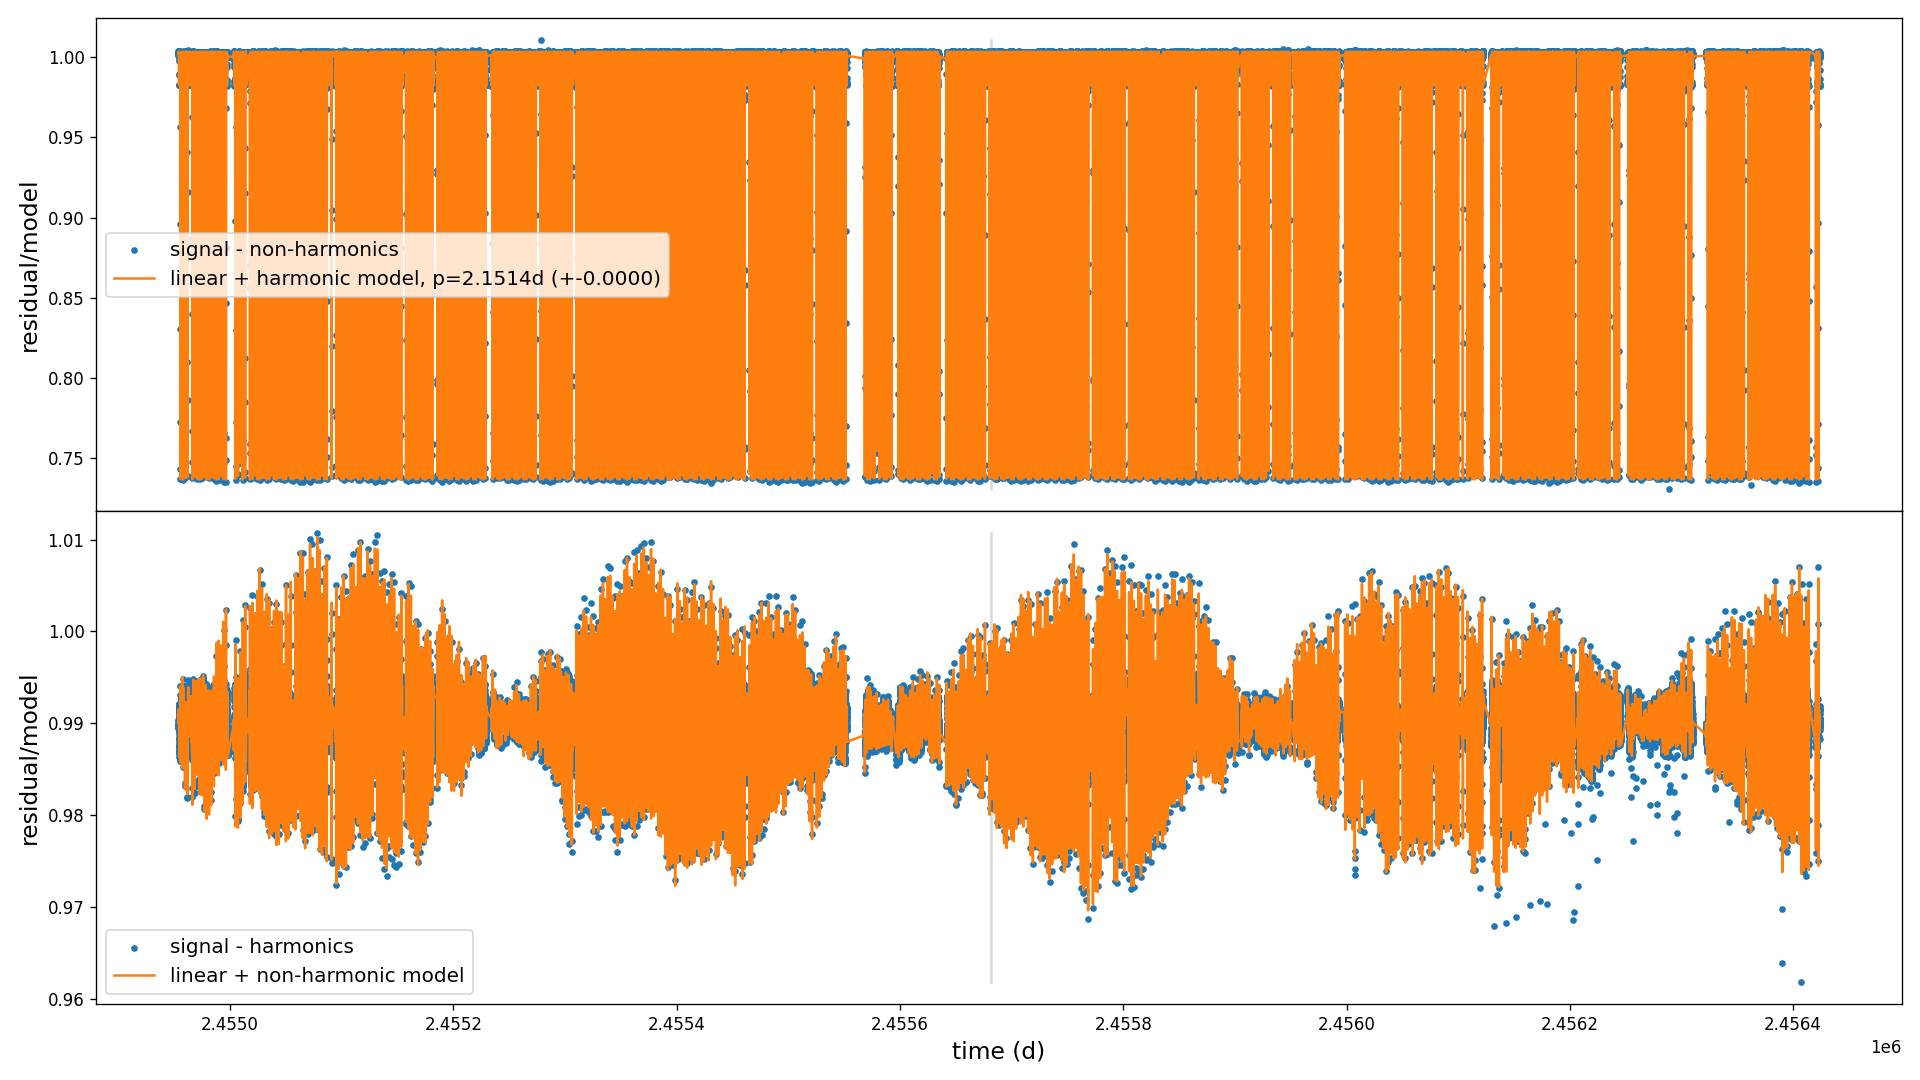 1.00
0.95
0.90
0.85
0.80
0.75
residual/model
signal - non-harmonics
linear + harmonic model, p=2.1514d (+-0.0000)
1.01
1.00
0.99
0.98
0.97
0.96
residual/model
signal - harmonics
linear + non-harmonic model
2.4550 2.4552 2.4554 2.4556 2.4558 2.4560 2.4562 2.4564
time (d)
1e6